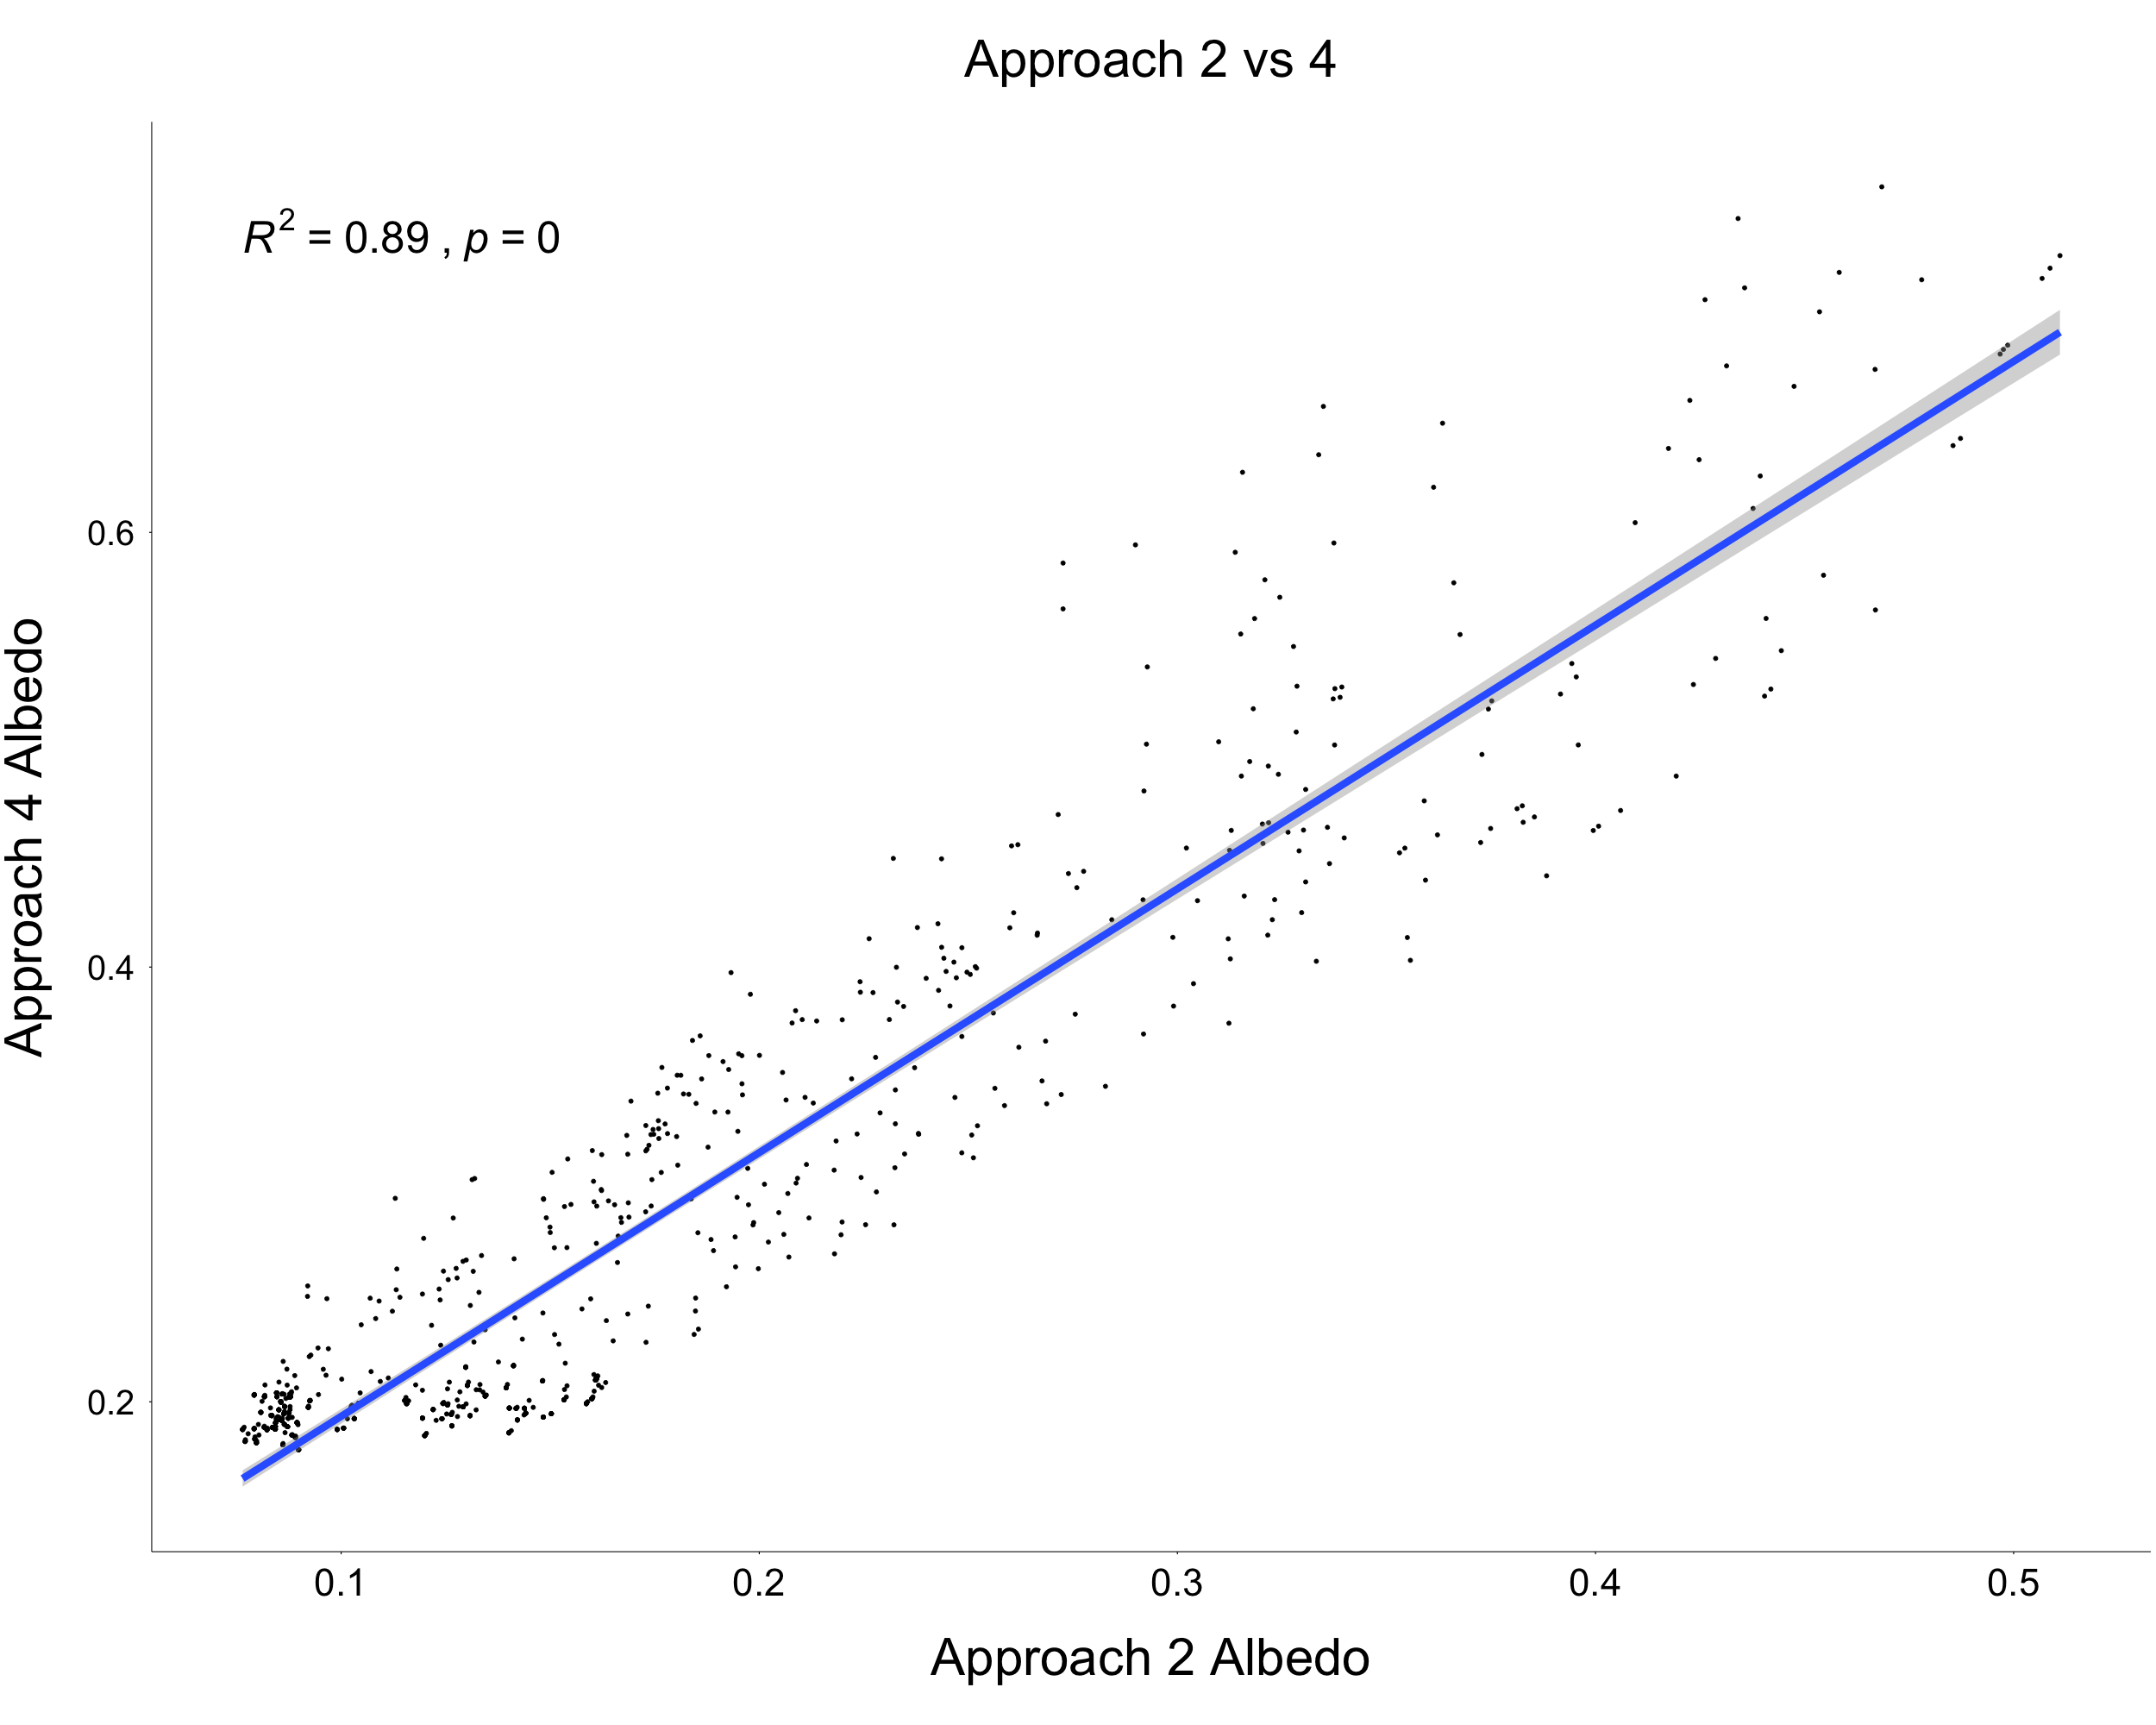 Approach 2 vs 4
R² = 0.89 , p = 0
Approach 4 Albedo
0.6
0.4
0.2
0.1 0.2 0.3 0.4 0.5
Approach 2 Albedo